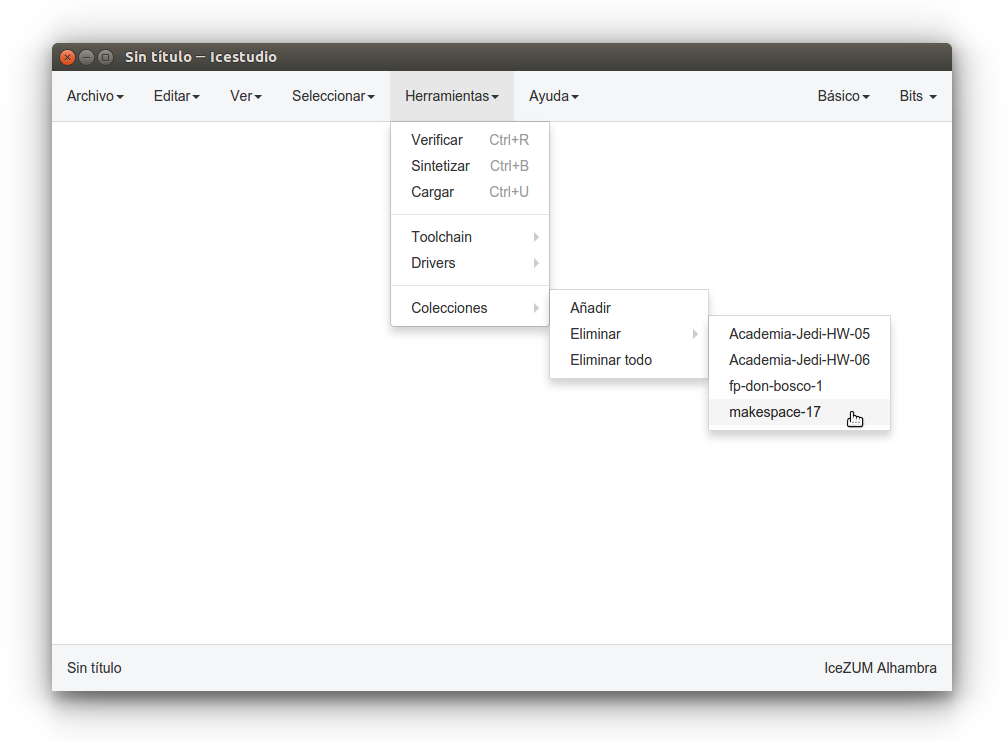 Sin título – Icestudio
Archivo Editar Ver Seleccionar Herramientas Ayuda Básico Bits
Verificar Ctrl+R
Sintetizar Ctrl+B
Cargar Ctrl+U
Toolchain
Drivers
Colecciones
Añadir
Eliminar
Eliminar todo
Academia-Jedi-HW-05
Academia-Jedi-HW-06
fp-don-bosco-1
makespace-17
Sin título IceZUM Alhambra